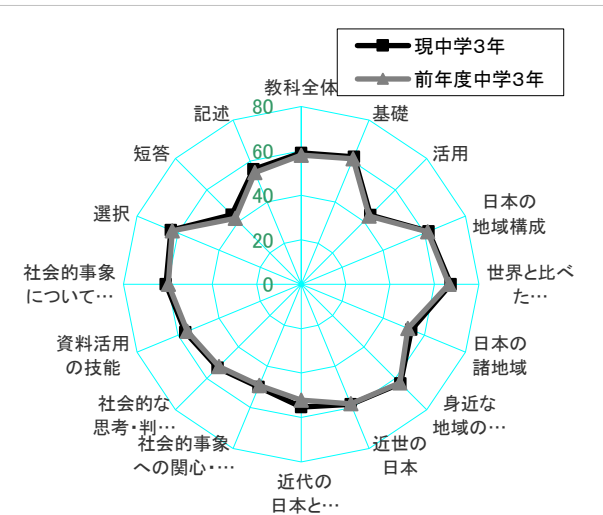 現中学３年
前年度中学３年
教科全体
基礎
活用
日本の
地域構成
世界と比べ
た…
日本の
諸地域
身近な
地域の…
近世の
日本
近代の
日本と…
社会的事象
への関心・…
社会的な
思考・判…
資料活用
の技能
社会的事象
について…
選択
短答
記述
80
60
40
20
0